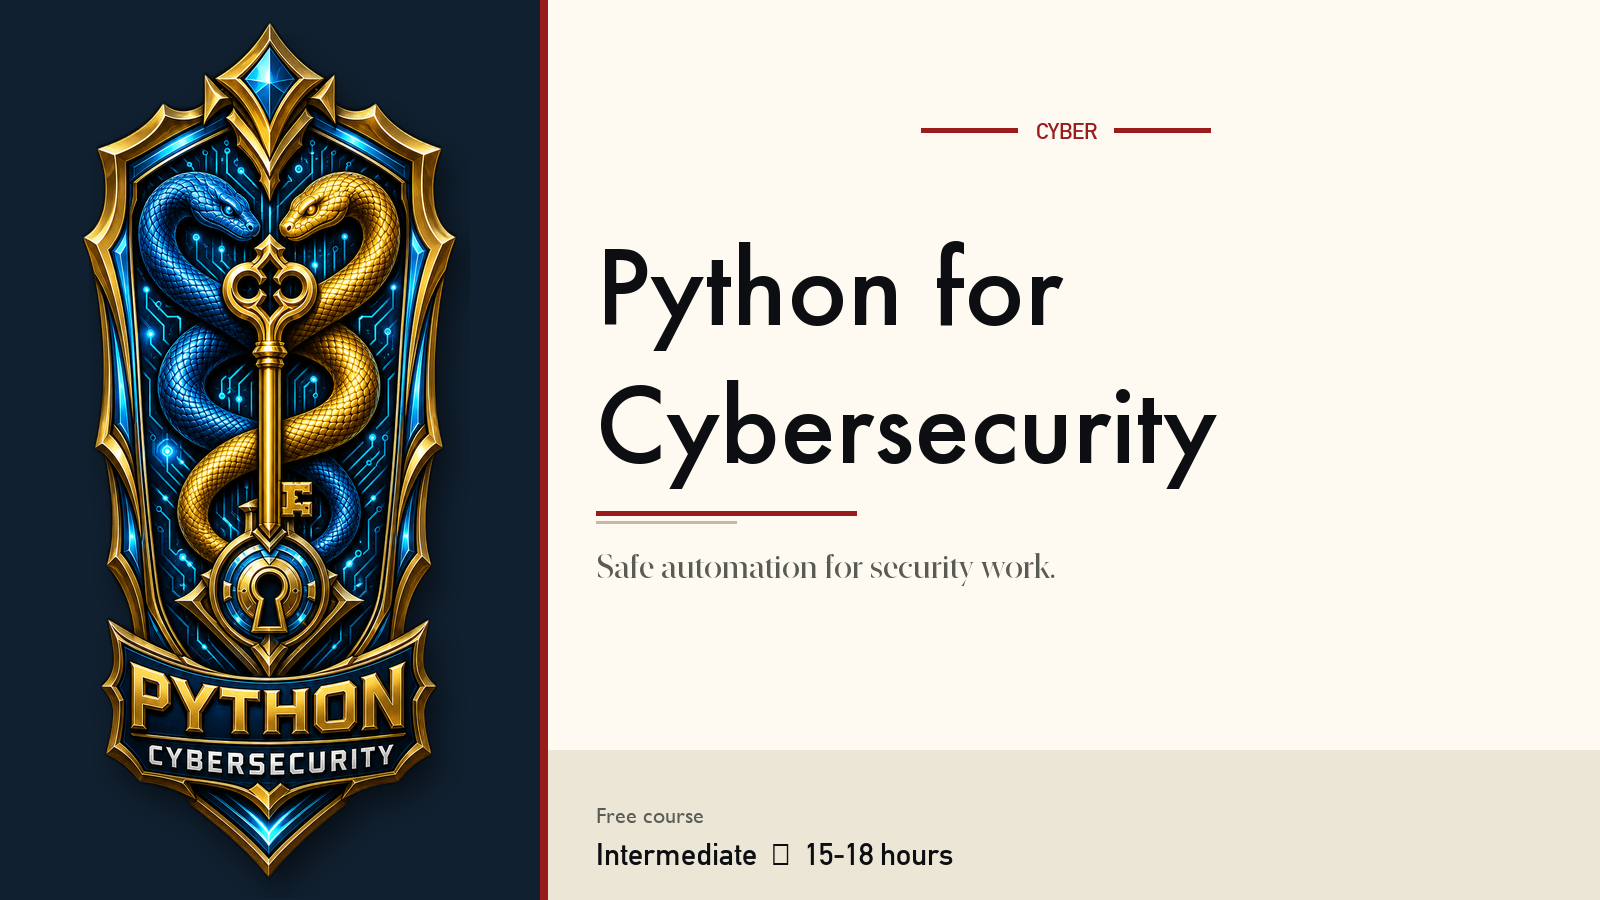 PYTHON
CYBERSECURITY
CYBER
Python for
Cybersecurity
Safe automation for security work.
Free course
Intermediate  15-18 hours